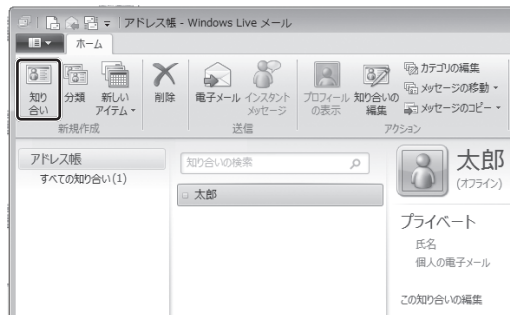 アドレス帳 - Windows Live メール
ホーム
知り合い
分類
新しいアイテム
削除
電子メール
インスタントメッセージ
プロフィールの表示
知り合いの編集
カテゴリの編集
メッセージの移動
メッセージのコピー
新規作成
送信
アクション
アドレス帳
すべての知り合い(1)
知り合いの検索
太郎
太郎
(オフライン)
プライベート
氏名
個人の電子メール
この知り合いの編集